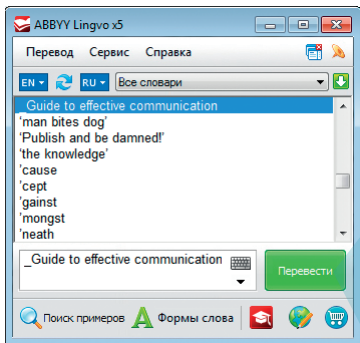 ABBYY Lingvo x5
Перевод Сервис Справка
EN RU Все словари
_Guide to effective communication
'man bites dog'
'Publish and be damned!'
'the knowledge'
'cause
'cept
'gainst
'mongst
'neath
_Guide to effective communication
Перевести
Поиск примеров A Формы слова